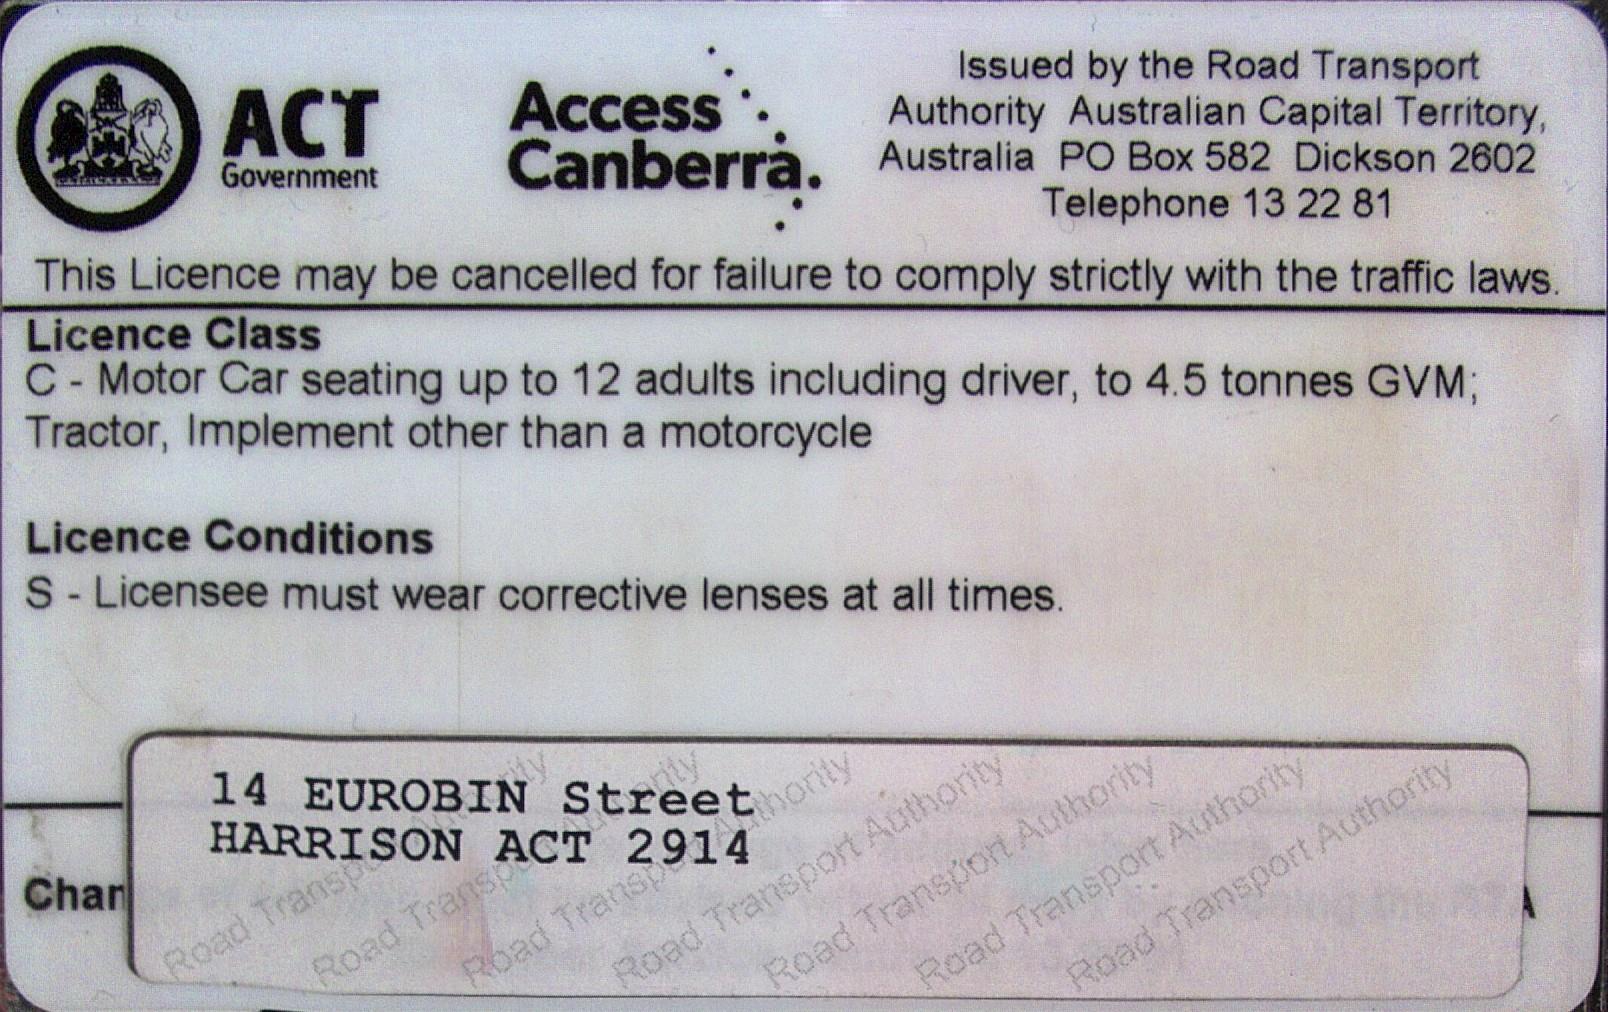 ACT
Government
Access
Canberra.
Issued by the Road Transport
Authority Australian Capital Territory,
Australia PO Box 582 Dickson 2602
Telephone 13 22 81
This Licence may be cancelled for failure to comply strictly with the traffic laws.
Licence Class
C - Motor Car seating up to 12 adults including driver, to 4.5 tonnes GVM;
Tractor, Implement other than a motorcycle
Licence Conditions
S - Licensee must wear corrective lenses at all times.
14 EUROBIN Street
HARRISON ACT 2914
Road Transport Authority
Road Transport Authority
Road Transport Authority
Road Transport Authority
Road Transport Authority
Road Transport Authority
Road Transport Authority